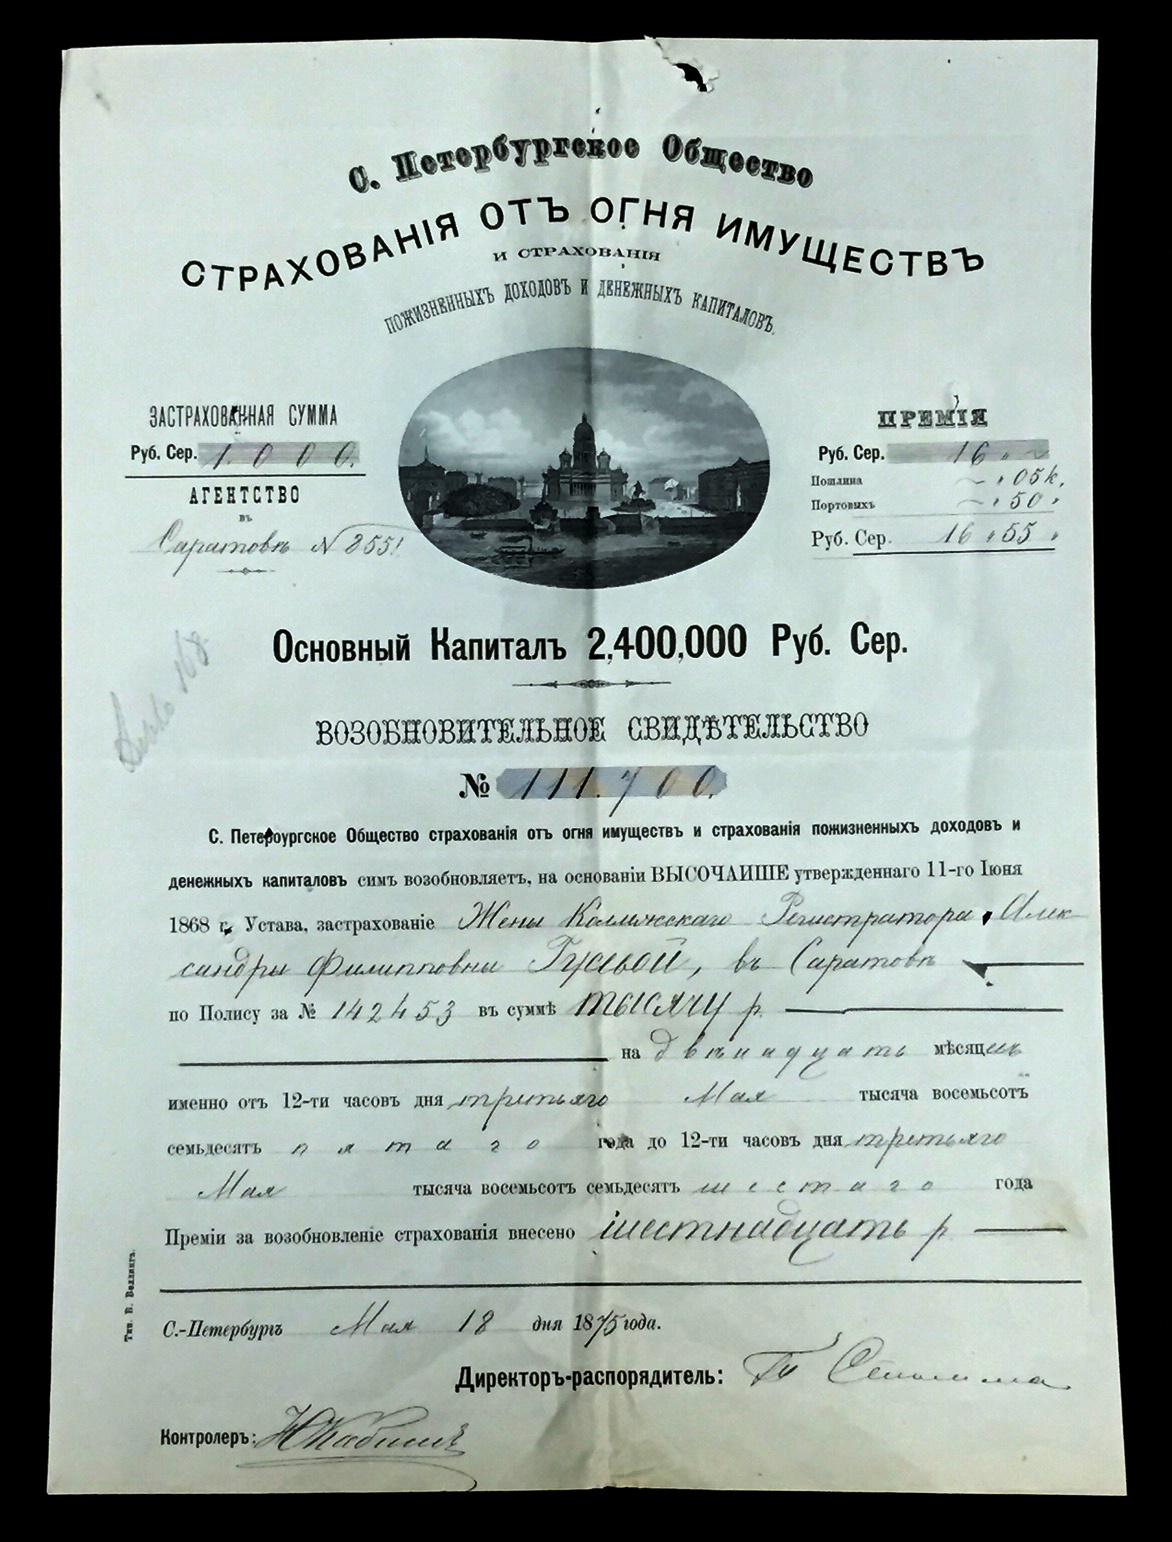 С. Петербургское Общество
СТРАХОВАНІЯ ОТЪ ОГНЯ ИМУЩЕСТВЪ
И СТРАХОВАНІЯ
ПОЖИЗНЕННЫХЪ ДОХОДОВЪ И ДЕНЕЖНЫХЪ КАПИТАЛОВЪ.
ЗАСТРАХОВАННАЯ СУММА
Руб. Сер. 1.000.
АГЕНТСТВО
въ
Саратовѣ N 8551
ПРЕМІЯ
Руб. Сер. 16 „ ~
Пошлина ~ „ 05 к.
Портовыхъ ~ „ 50 „
Руб. Сер. 16 „ 55 „
Основный Капиталъ 2,400,000 Руб. Сер.
168
ВОЗОБНОВИТЕЛЬНОЕ СВИДѢТЕЛЬСТВО
№ 111.700.
С. Петербургское Общество страхованія отъ огня имуществъ и страхованія пожизненныхъ доходовъ и
денежныхъ капиталовъ симъ возобновляетъ, на основаніи ВЫСОЧАЙШЕ утвержденнаго 11-го Іюня
1868 г. Устава, застрахованіе Жены Коллежскаго Регистратора, Алек
сандры Филипповны Гусевой, въ Саратовѣ
по Полису за № 142453 въ суммѣ тысячу р.
на двѣнадцать мѣсяцевъ
именно отъ 12-ти часовъ дня третьяго Мая тысяча восемьсотъ
семьдесятъ пятаго года до 12-ти часовъ дня третьяго
Мая тысяча восемьсотъ семьдесятъ шестаго года
Преміи за возобновленіе страхованія внесено шестнадцать р.
С.-Петербургъ Мая 18 дня 1875 года.
Директоръ-распорядитель:
Контролеръ:
Тип. В. Веллинга.